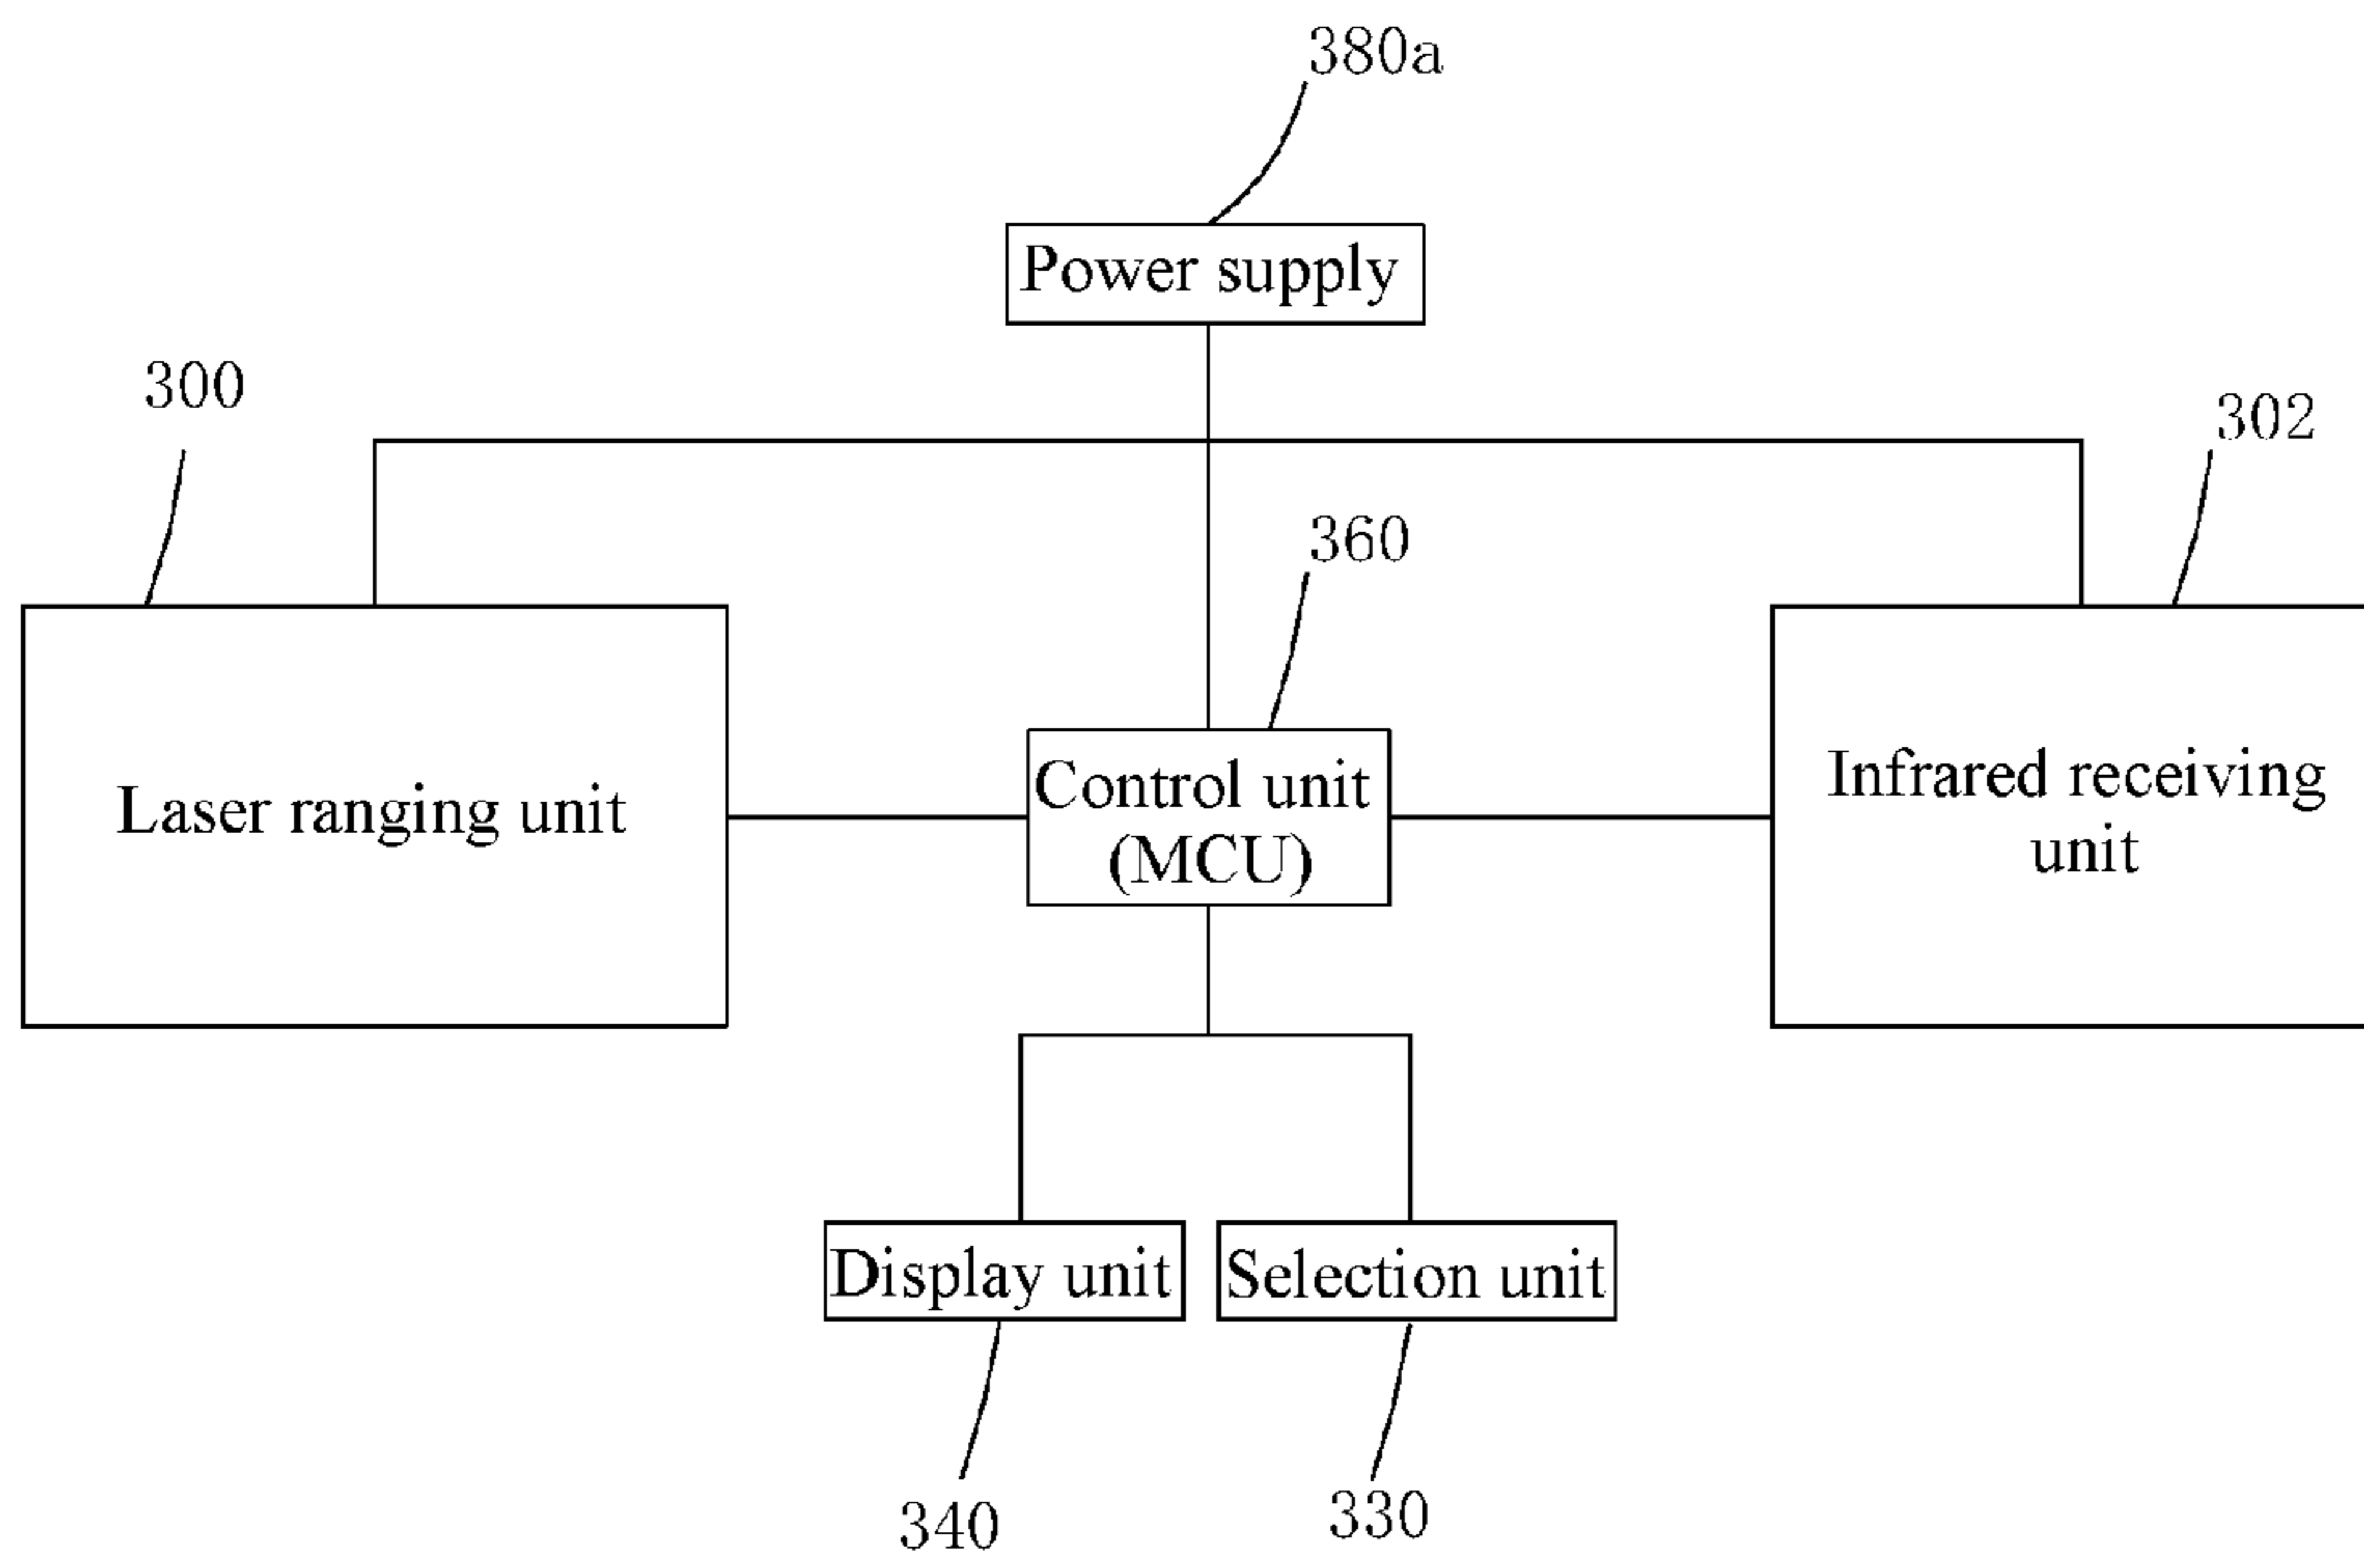 380a
Power supply
300
302
360
Laser ranging unit
Control unit
(MCU)
Infrared receiving
unit
Display unit
Selection unit
340
330